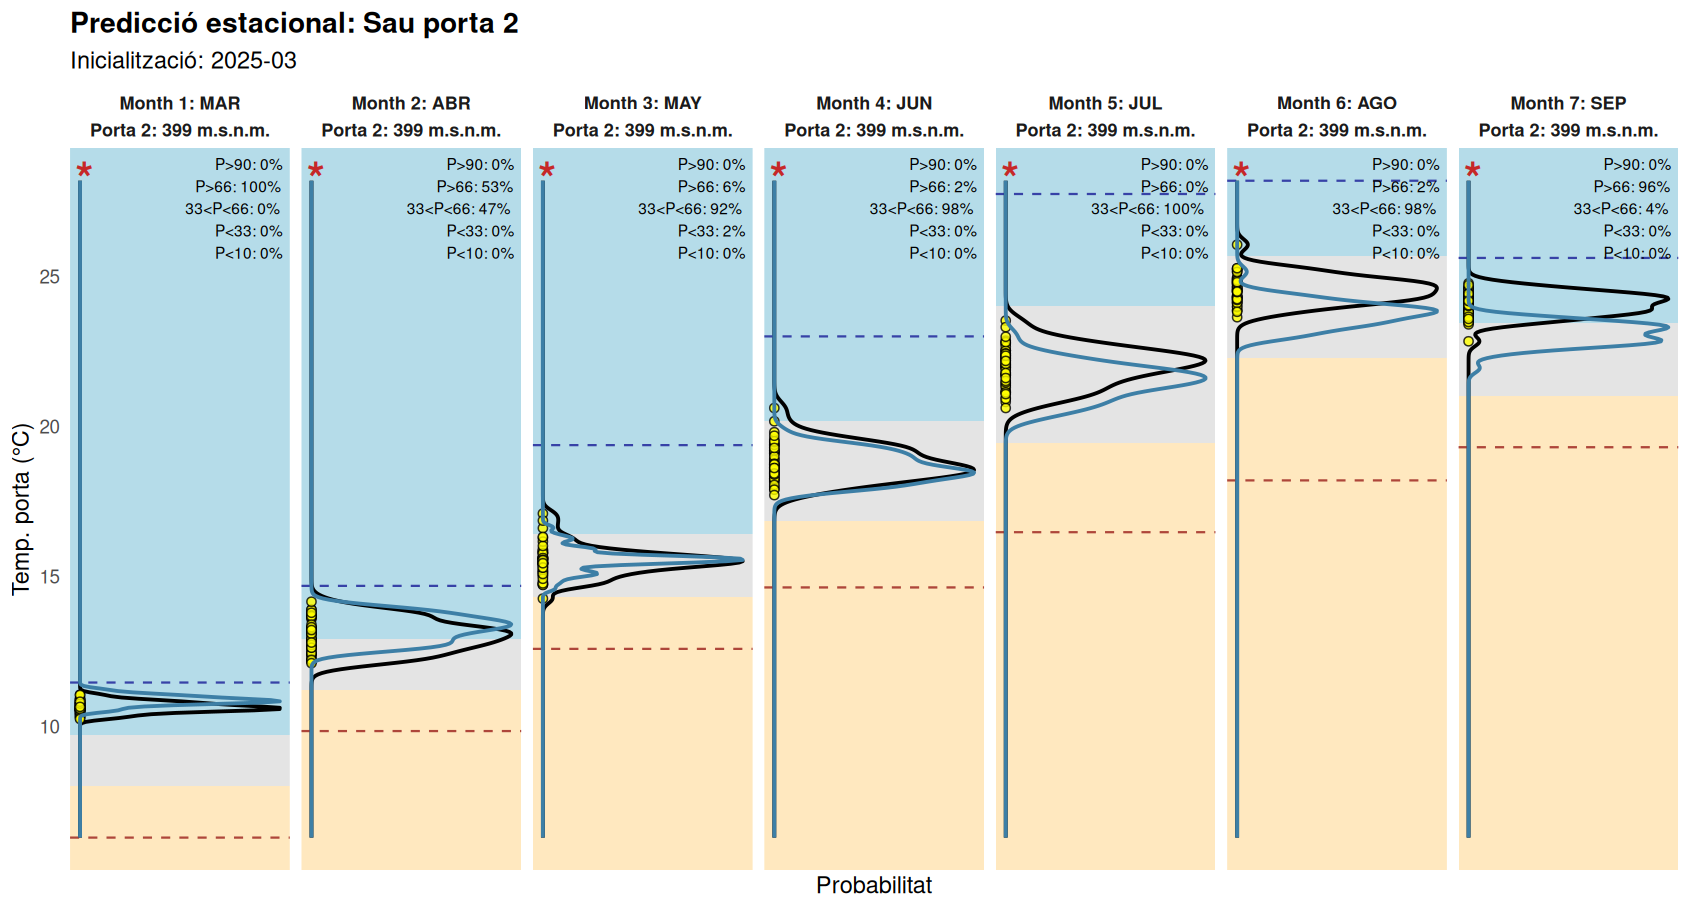 Predicció estacional: Sau porta 2
Inicialització: 2025-03
Month 1: MAR
Porta 2: 399 m.s.n.m.
Month 2: ABR
Porta 2: 399 m.s.n.m.
Month 3: MAY
Porta 2: 399 m.s.n.m.
Month 4: JUN
Porta 2: 399 m.s.n.m.
Month 5: JUL
Porta 2: 399 m.s.n.m.
Month 6: AGO
Porta 2: 399 m.s.n.m.
Month 7: SEP
Porta 2: 399 m.s.n.m.
*
P>90: 0%
P>66: 100%
33<P<66: 0%
P<33: 0%
P<10: 0%
*
P>90: 0%
P>66: 53%
33<P<66: 47%
P<33: 0%
P<10: 0%
*
P>90: 0%
P>66: 6%
33<P<66: 92%
P<33: 2%
P<10: 0%
*
P>90: 0%
P>66: 2%
33<P<66: 98%
P<33: 0%
P<10: 0%
*
P>90: 0%
P>66: 0%
33<P<66: 100%
P<33: 0%
P<10: 0%
*
P>90: 0%
P>66: 2%
33<P<66: 98%
P<33: 0%
P<10: 0%
*
P>90: 0%
P>66: 96%
33<P<66: 4%
P<33: 0%
P<10: 0%
25
20
15
10
Temp. porta (°C)
Probabilitat